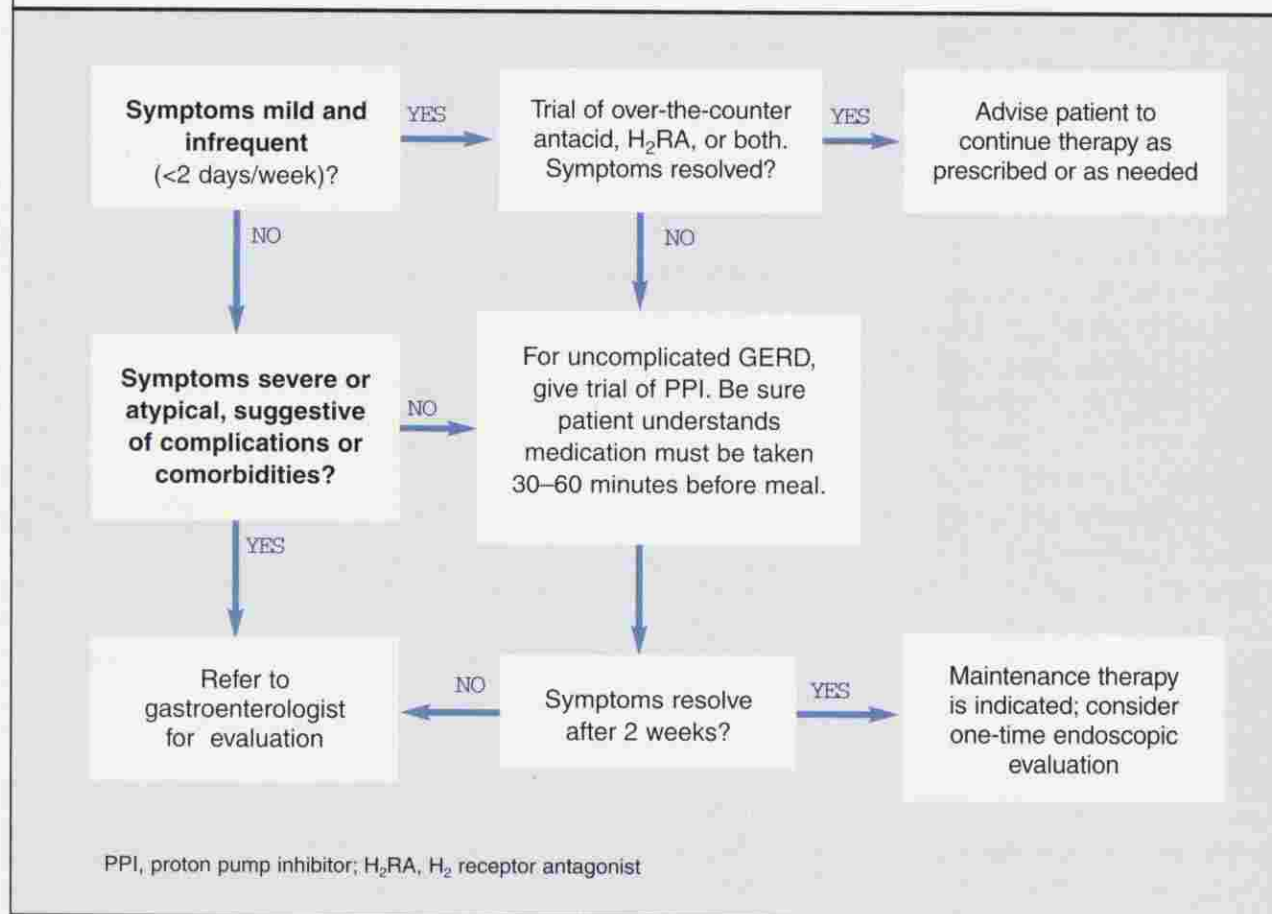 Symptoms mild and
infrequent
(<2 days/week)?
YES
Trial of over-the-counter
antacid, H₂RA, or both.
Symptoms resolved?
YES
Advise patient to
continue therapy as
prescribed or as needed
NO
NO
Symptoms severe or
atypical, suggestive
of complications or
comorbidities?
NO
For uncomplicated GERD,
give trial of PPI. Be sure
patient understands
medication must be taken
30–60 minutes before meal.
YES
Refer to
gastroenterologist
for evaluation
NO
Symptoms resolve
after 2 weeks?
YES
Maintenance therapy
is indicated; consider
one-time endoscopic
evaluation
PPI, proton pump inhibitor; H₂RA, H₂ receptor antagonist